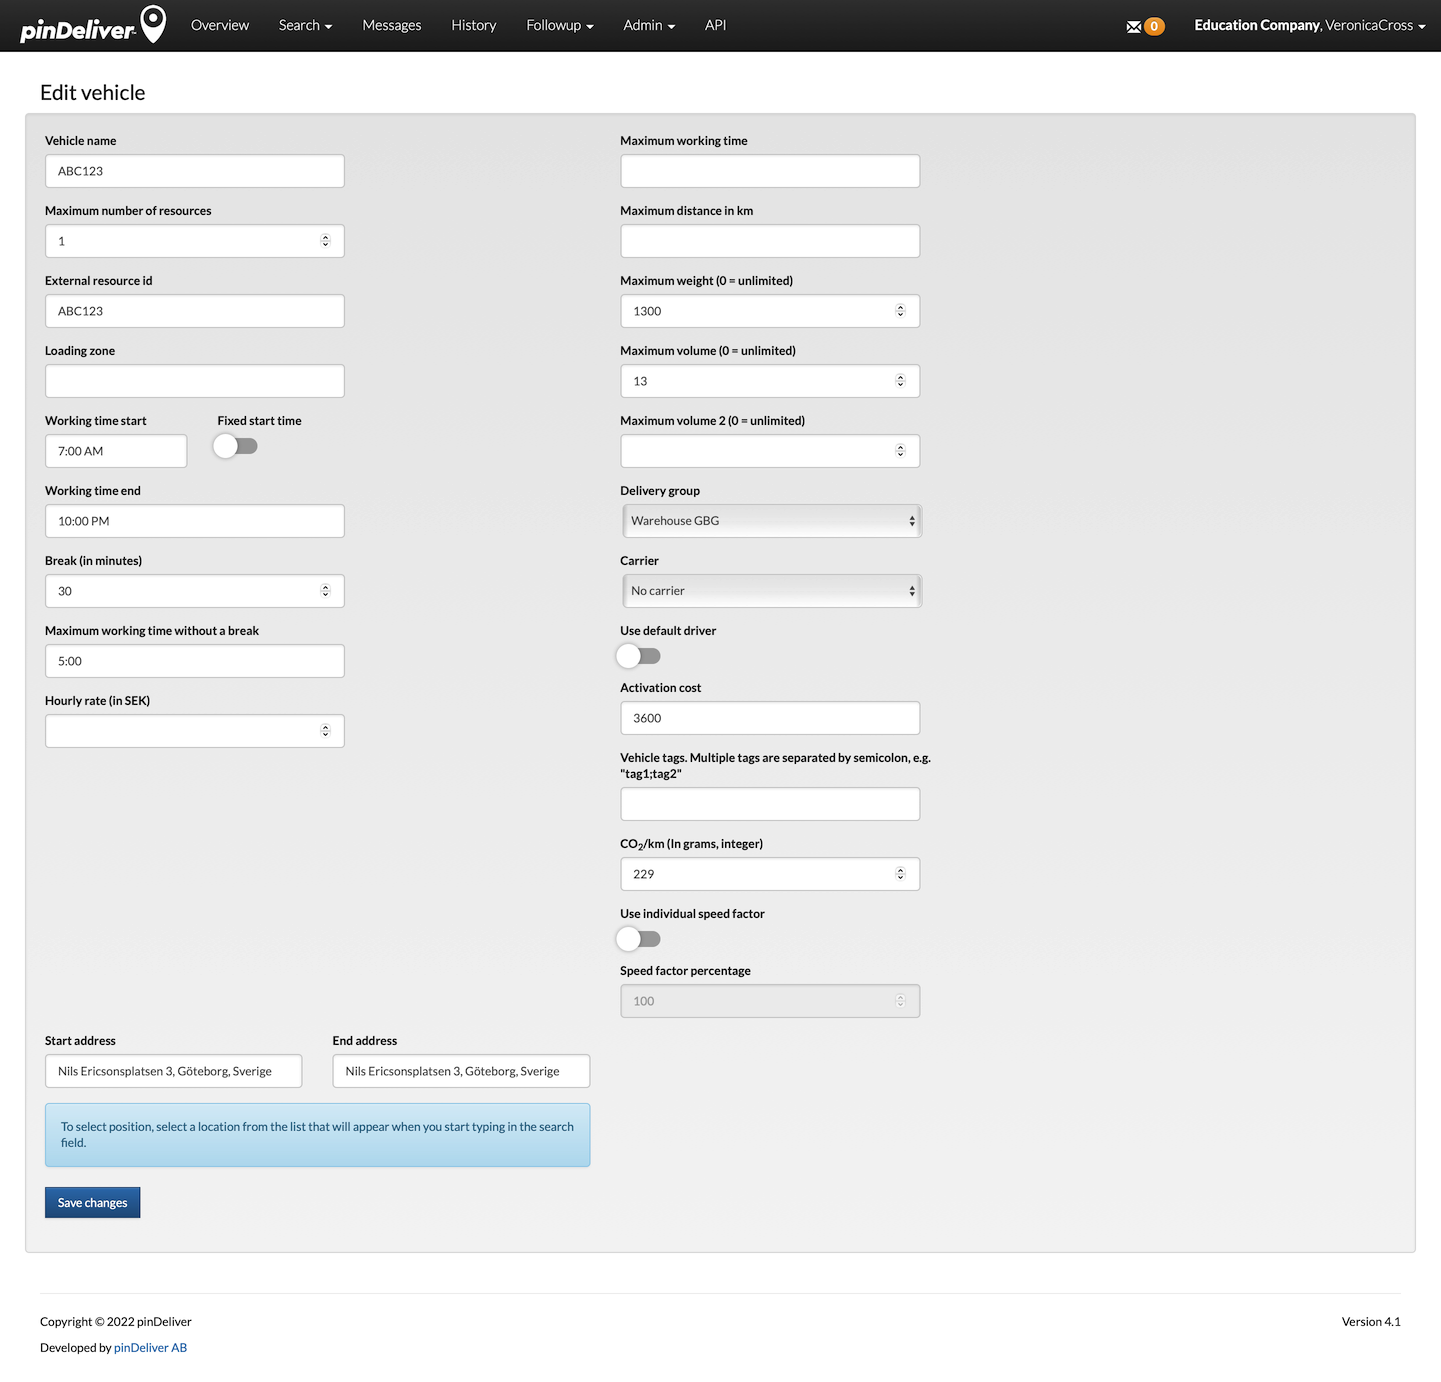 pinDeliver
Overview
Search
Messages
History
Followup
Admin
API
0
Education Company, VeronicaCross
Edit vehicle
Vehicle name
ABC123
Maximum number of resources
1
External resource id
ABC123
Loading zone
Working time start
Fixed start time
7:00 AM
Working time end
10:00 PM
Break (in minutes)
30
Maximum working time without a break
5:00
Hourly rate (in SEK)
Maximum working time
Maximum distance in km
Maximum weight (0 = unlimited)
1300
Maximum volume (0 = unlimited)
13
Maximum volume 2 (0 = unlimited)
Delivery group
Warehouse GBG
Carrier
No carrier
Use default driver
Activation cost
3600
Vehicle tags. Multiple tags are separated by semicolon, e.g.
"tag1;tag2"
CO₂/km (In grams, integer)
229
Use individual speed factor
Speed factor percentage
100
Start address
Nils Ericsonsplatsen 3, Göteborg, Sverige
End address
Nils Ericsonsplatsen 3, Göteborg, Sverige
To select position, select a location from the list that will appear when you start typing in the search
field.
Save changes
Copyright © 2022 pinDeliver
Version 4.1
Developed by pinDeliver AB